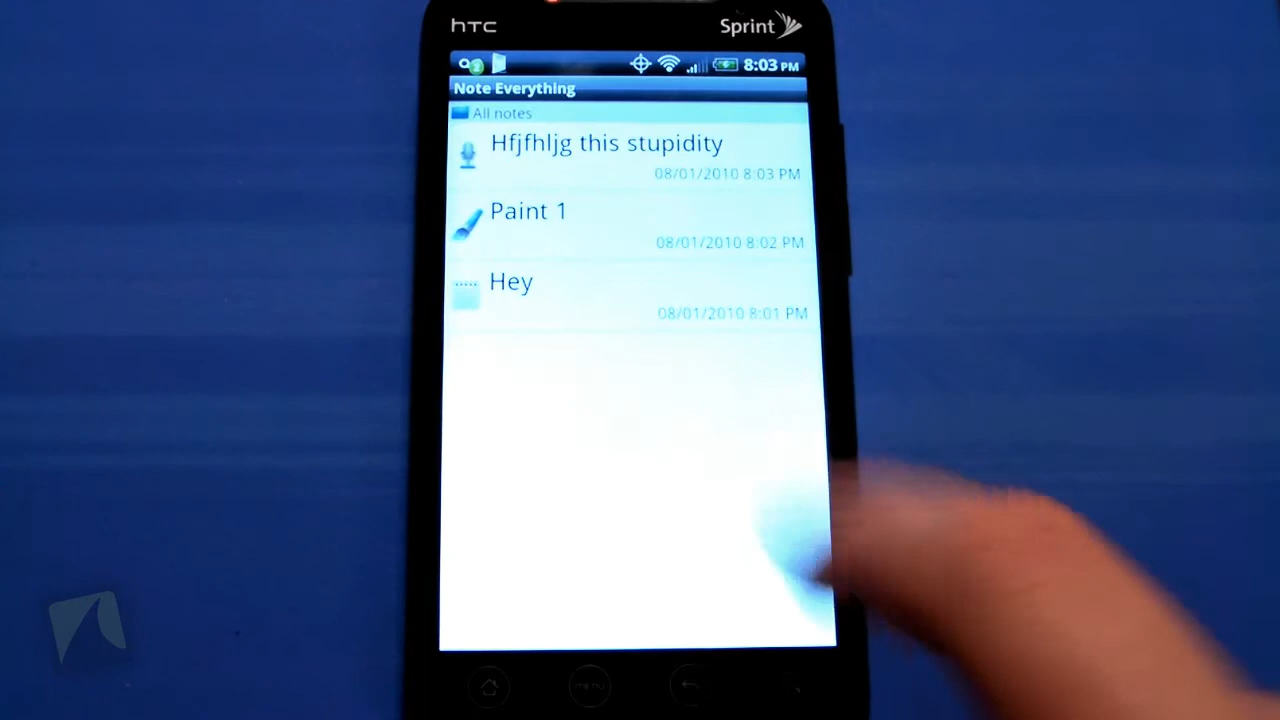 hTC
Sprint
8:03 PM
Note Everything
All notes
Hfjfhljg this stupidity
08/01/2010 8:03 PM
Paint 1
08/01/2010 8:02 PM
Hey
08/01/2010 8:01 PM
menu